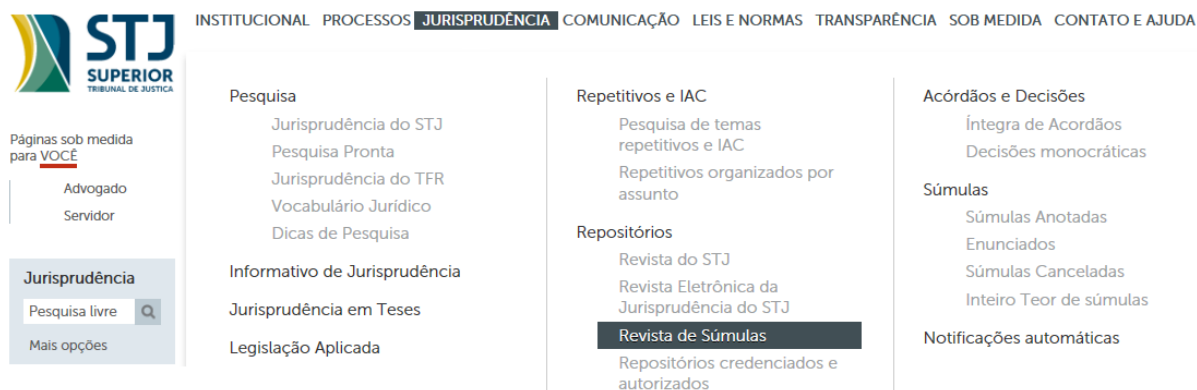 STJ
SUPERIOR
TRIBUNAL DE JUSTICA
INSTITUCIONAL PROCESSOS JURISPRUDÊNCIA COMUNICAÇÃO LEIS E NORMAS TRANSPARÊNCIA SOB MEDIDA CONTATO E AJUDA
Páginas sob medida
para VOCÊ
Advogado
Servidor
Jurisprudência
Pesquisa livre
Mais opções
Pesquisa
Jurisprudência do STJ
Pesquisa Pronta
Jurisprudência do TFR
Vocabulário Jurídico
Dicas de Pesquisa
Informativo de Jurisprudência
Jurisprudência em Teses
Legislação Aplicada
Repetitivos e IAC
Pesquisa de temas
repetitivos e IAC
Repetitivos organizados por
assunto
Repositórios
Revista do STJ
Revista Eletrônica da
Jurisprudência do STJ
Revista de Súmulas
Repositórios credenciados e
autorizados
Acórdãos e Decisões
Íntegra de Acordãos
Decisões monocráticas
Súmulas
Súmulas Anotadas
Enunciados
Súmulas Canceladas
Inteiro Teor de súmulas
Notificações automáticas